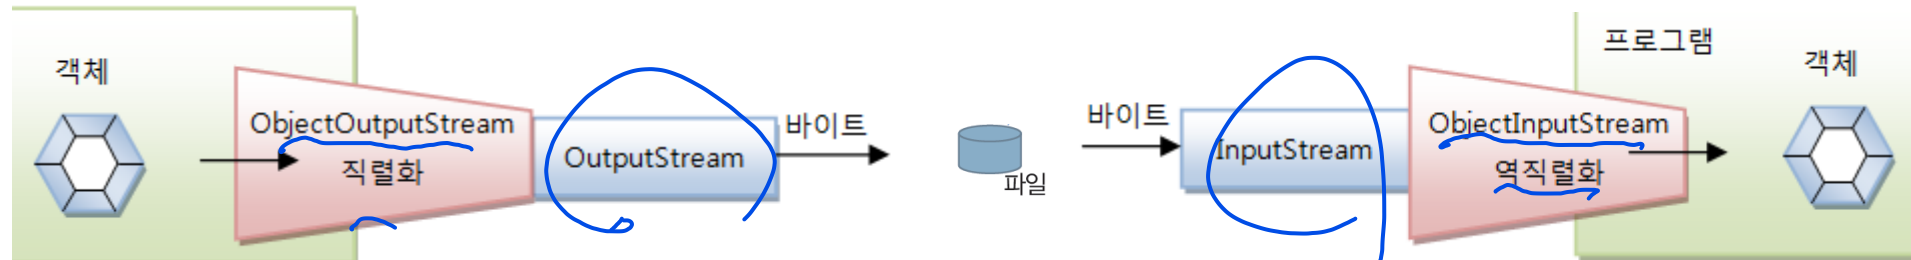 객체
ObjectOutputStream
직렬화
OutputStream
바이트
파일
바이트
InputStream
ObjectInputStream
역직렬화
프로그램
객체